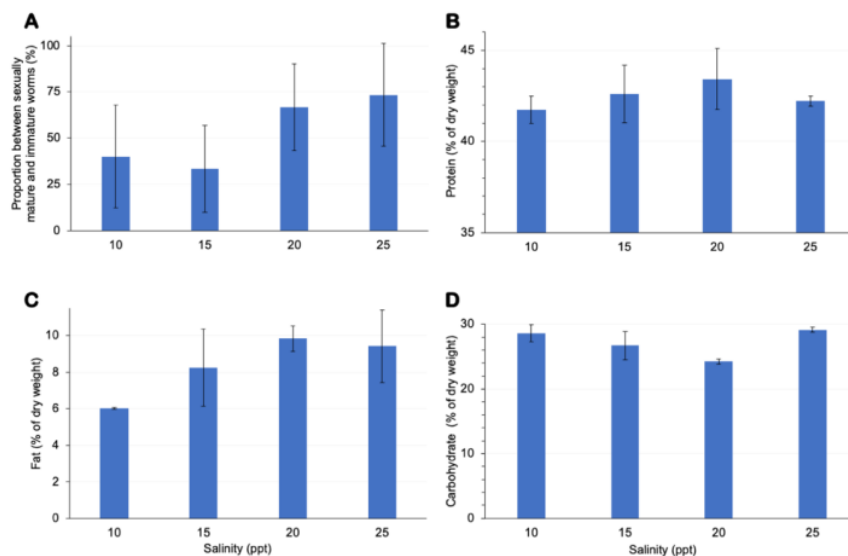 A
Proportion between sexually
mature and immature worms (%)
100
75
50
25
0
10 15 20 25
B
Protein (% of dry weight)
45
40
35
10 15 20 25
C
Fat (% of dry weight)
10
8
6
4
2
0
10 15 20 25
Salinity (ppt)
D
Carbohydrate (% of dry weight)
30
20
10
0
10 15 20 25
Salinity (ppt)